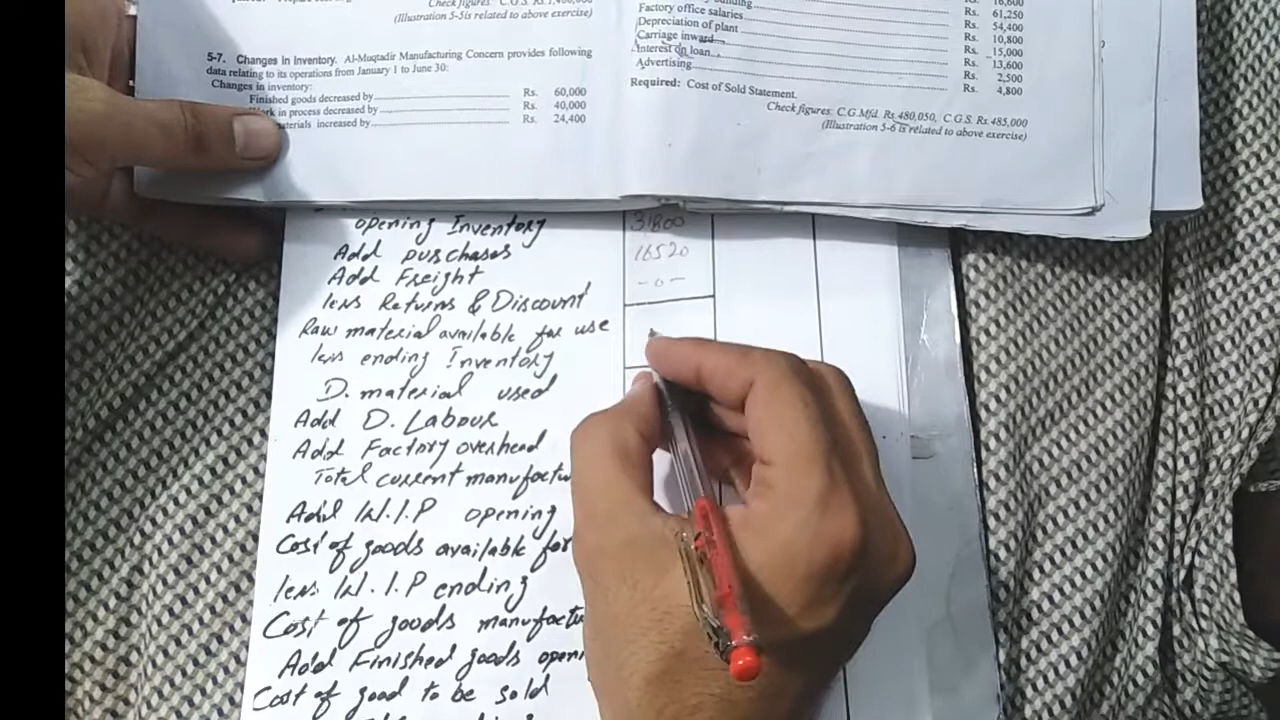 Check figures: C.G.S. Rs.
(Illustration 5-5is related to above exercise)
5-7. Changes In Inventory. Al-Muqtadir Manufacturing Concern provides following
data relating to its operations from January 1 to June 30:
Changes in inventory:
Finished goods decreased by Rs. 60,000
Work in process decreased by Rs. 40,000
materials increased by Rs. 24,400
Rs. 16,600
Factory office salaries Rs. 61,250
Depreciation of plant Rs. 54,400
Carriage inward Rs. 10,800
Interest on loan Rs. 15,000
Advertising Rs. 13,600
Rs. 2,500
Rs. 4,800
Required: Cost of Sold Statement.
Check figures: C.G.Mfd. Rs.480,050, C.G.S. Rs.485,000
(Illustration 5-6 is related to above exercise)
opening Inventory 31800
Add purchases 16520
Add Freight -0-
less Returns & Discount
Raw material available for use
less ending Inventory
D. material used
Add D. Labour
Add Factory overhead
Total current manufactu
Add W.I.P opening
Cost of goods available for
less W.I.P ending
Cost of goods manufactu
Add Finished goods openi
Cost of good to be sold